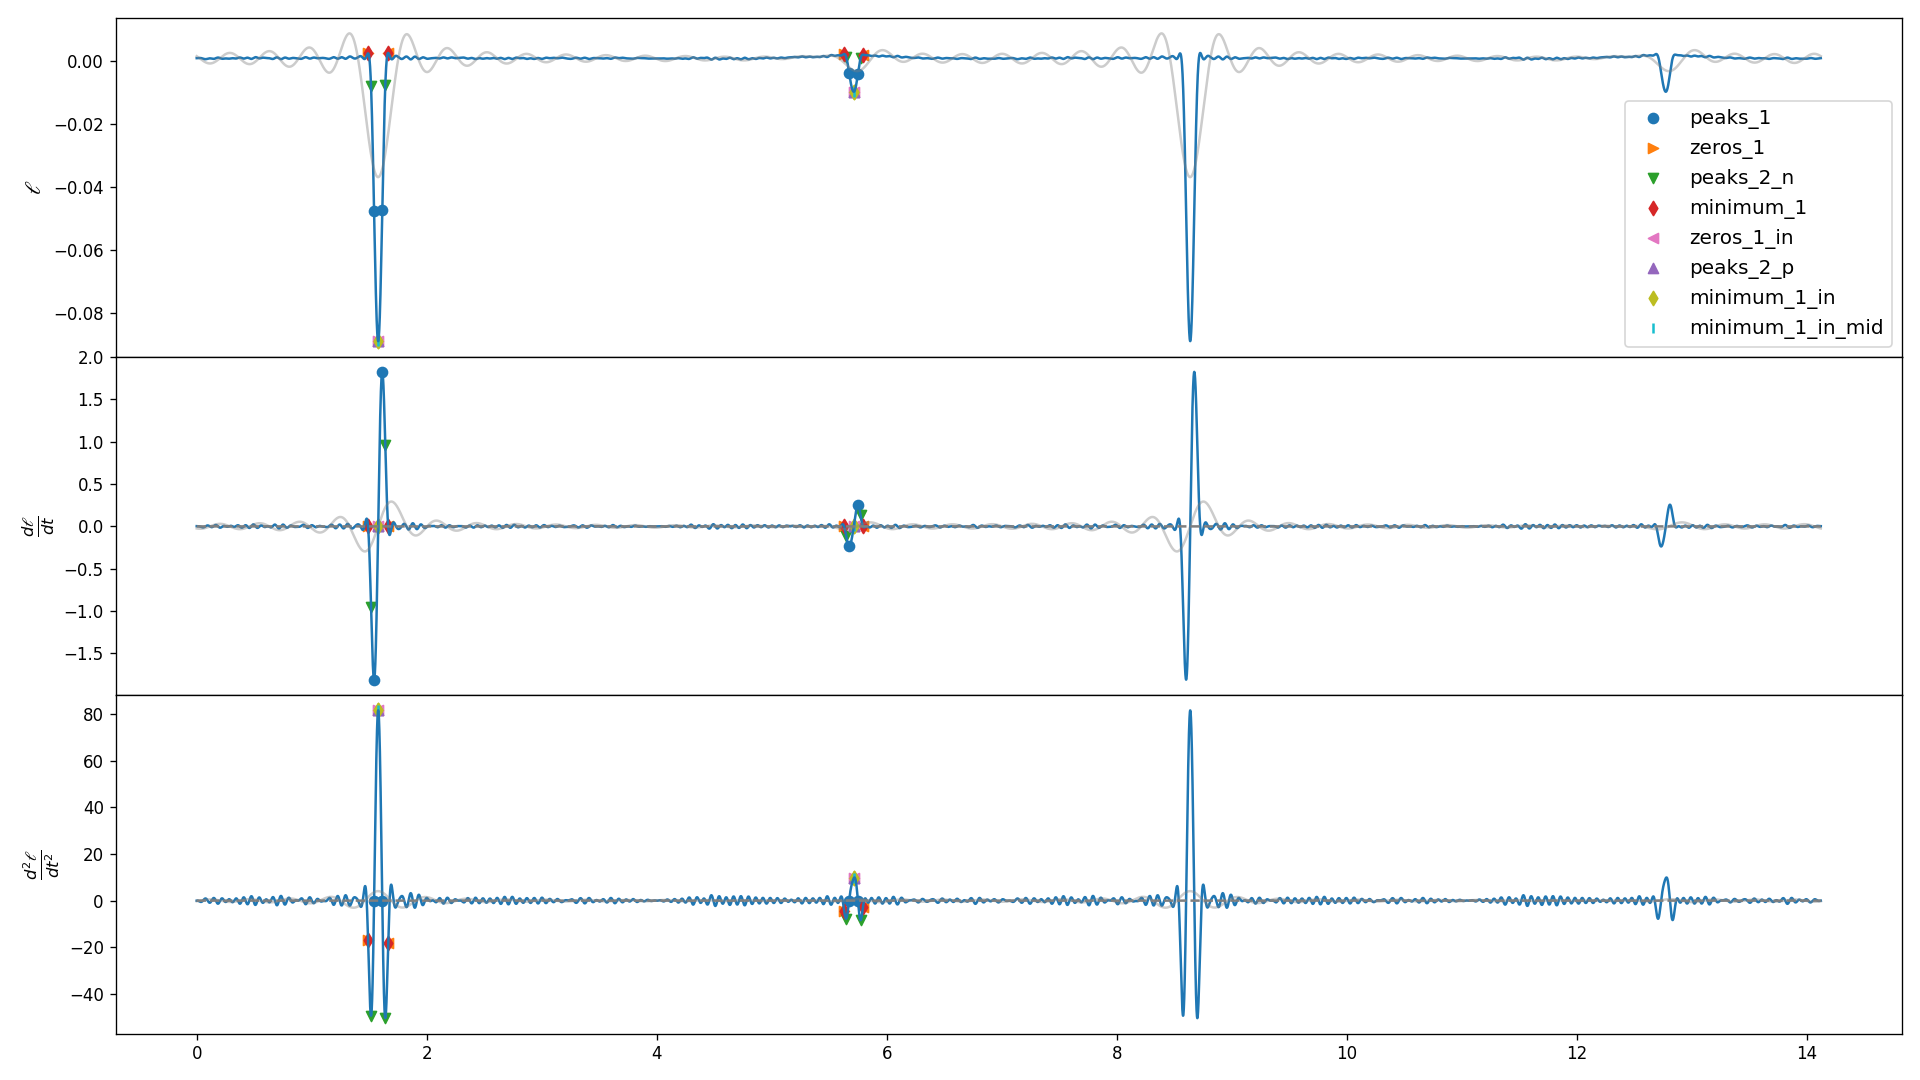 0.00
−0.02
−0.04
−0.06
−0.08
ℓ
peaks_1
zeros_1
peaks_2_n
minimum_1
zeros_1_in
peaks_2_p
minimum_1_in
minimum_1_in_mid
2.0
1.5
1.0
0.5
0.0
−0.5
−1.0
−1.5
dℓ
dt
80
60
40
20
0
−20
−40
d²ℓ
dt²
0 2 4 6 8 10 12 14